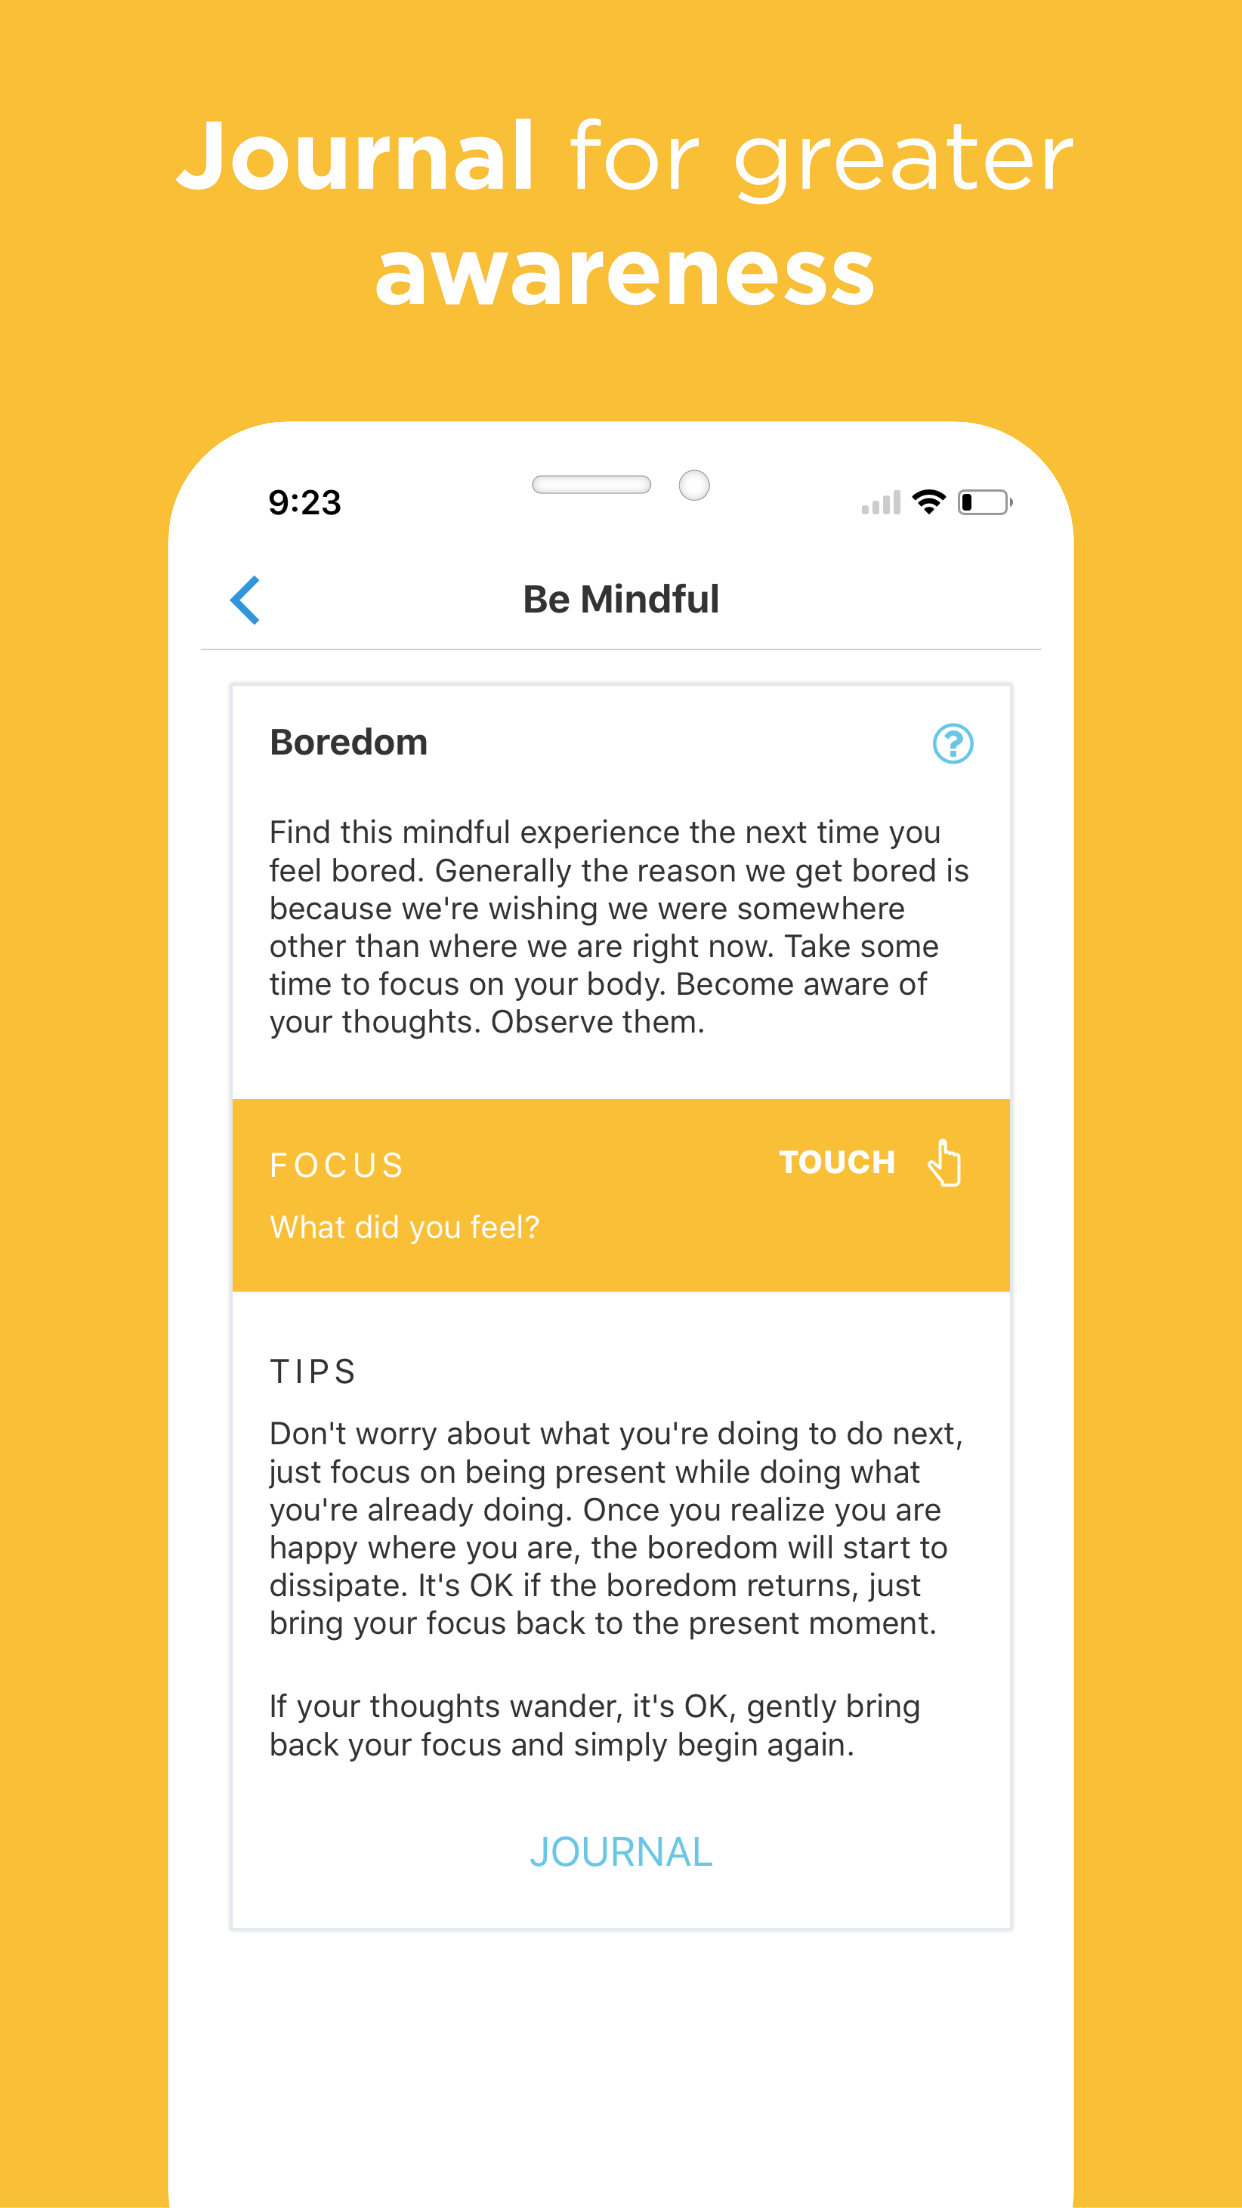 Journal for greater
awareness
9:23
Be Mindful
Boredom
?
Find this mindful experience the next time you
feel bored. Generally the reason we get bored is
because we're wishing we were somewhere
other than where we are right now. Take some
time to focus on your body. Become aware of
your thoughts. Observe them.
FOCUS
TOUCH
What did you feel?
TIPS
Don't worry about what you're doing to do next,
just focus on being present while doing what
you're already doing. Once you realize you are
happy where you are, the boredom will start to
dissipate. It's OK if the boredom returns, just
bring your focus back to the present moment.
If your thoughts wander, it's OK, gently bring
back your focus and simply begin again.
JOURNAL